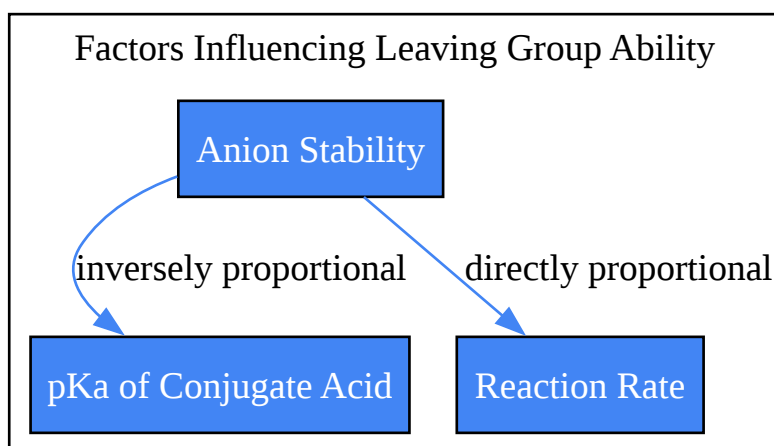 Factors Influencing Leaving Group Ability
Anion Stability
inversely proportional
directly proportional
pKa of Conjugate Acid
Reaction Rate